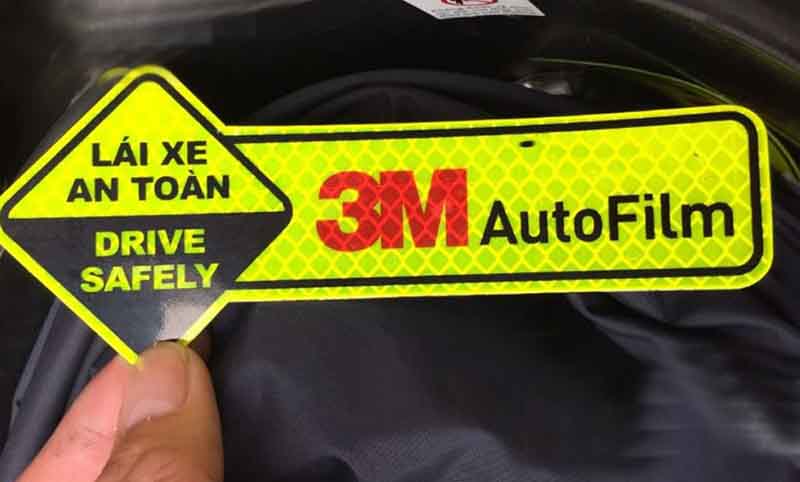 LÁI XE
AN TOÀN
DRIVE
SAFELY
3M AutoFilm